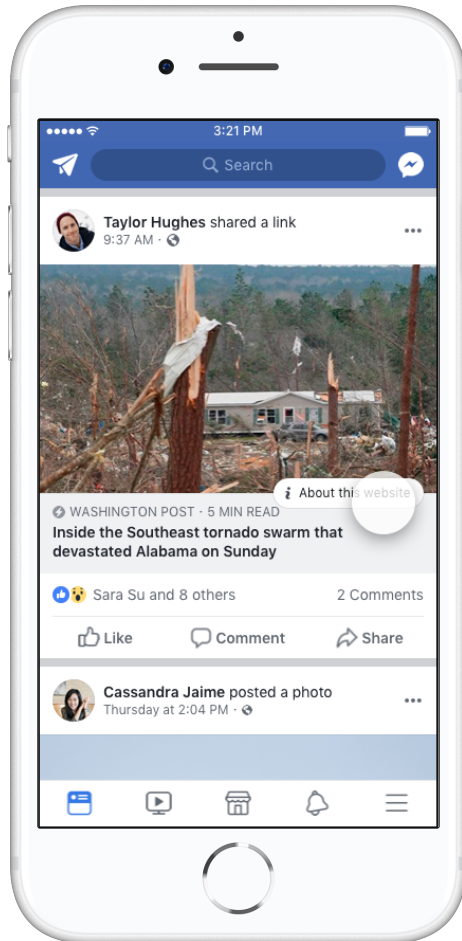 3:21 PM
Search
Taylor Hughes shared a link
9:37 AM ·
i About this website
WASHINGTON POST · 5 MIN READ
Inside the Southeast tornado swarm that
devastated Alabama on Sunday
Sara Su and 8 others 2 Comments
Like Comment Share
Cassandra Jaime posted a photo
Thursday at 2:04 PM ·